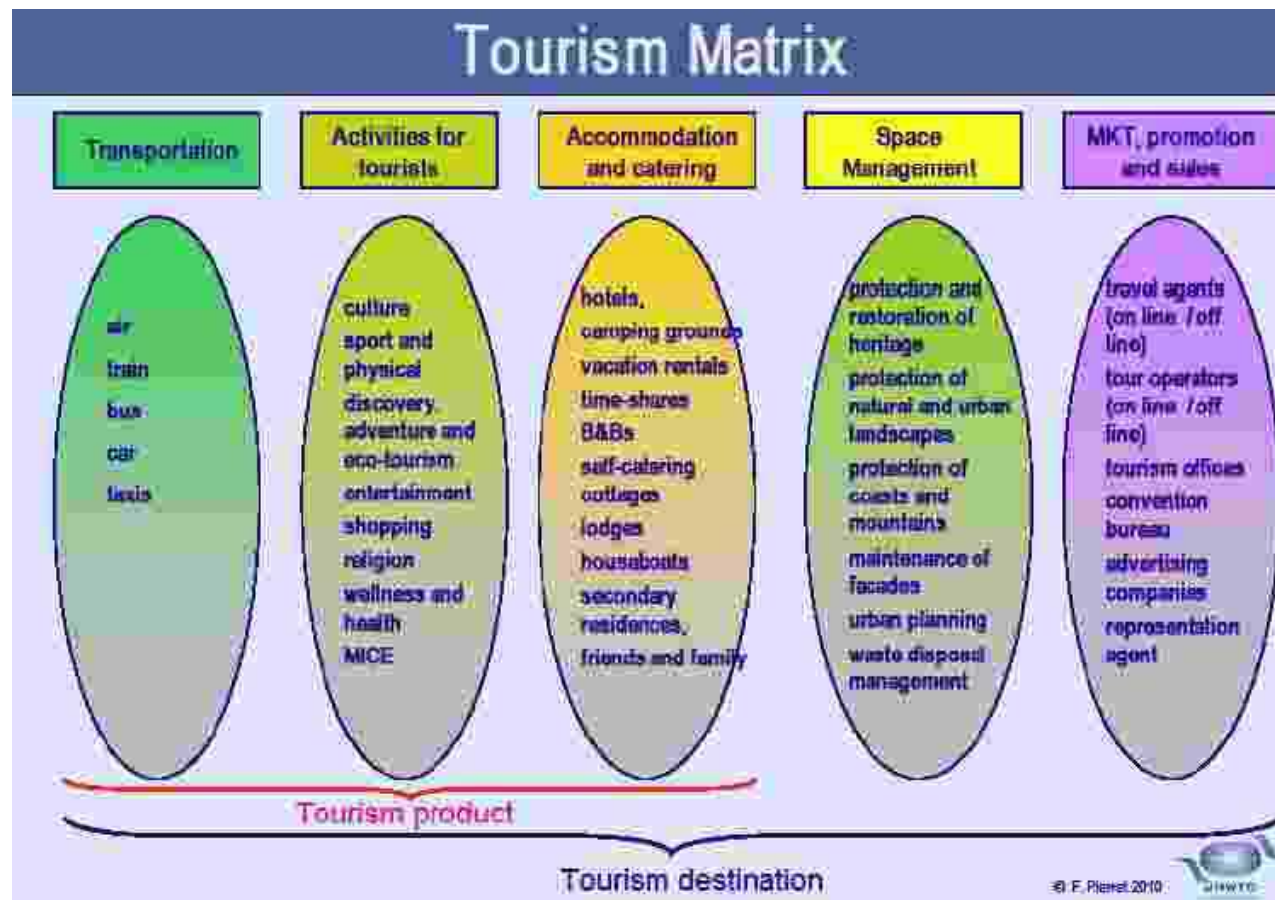 Tourism Matrix
Transportation
Activities for
tourists
Accommodation
and catering
Space
Management
MKT, promotion
and sales
air
train
bus
car
taxis
culture
sport and
physical
discovery,
adventure and
eco-tourism
entertainment
shopping
religion
wellness and
health
MICE
hotels,
camping grounds
vacation rentals
time-shares
B&Bs
self-catering
cottages
lodges
houseboats
secondary
residences,
friends and family
protection and
restoration of
heritage
protection of
natural and urban
landscapes
protection of
coasts and
mountains
maintenance of
facades
urban planning
waste disposal
management
travel agents
(on line / off
line)
tour operators
(on line / off
line)
tourism offices
convention
bureau
advertising
companies
representation
agent
Tourism product
Tourism destination
© F. Pierret 2010
UNWTO